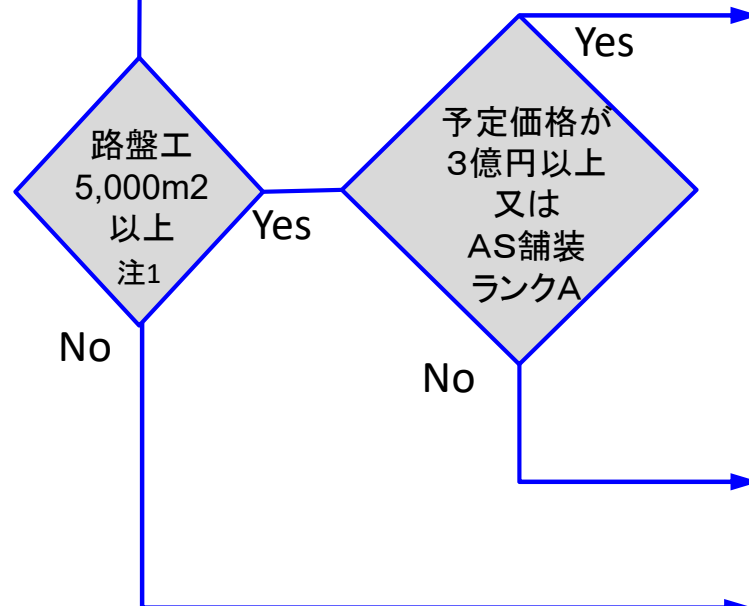 路盤工
5,000m2
以上
注1
Yes
No
予定価格が
3億円以上
又は
AS舗装
ランクA
Yes
No